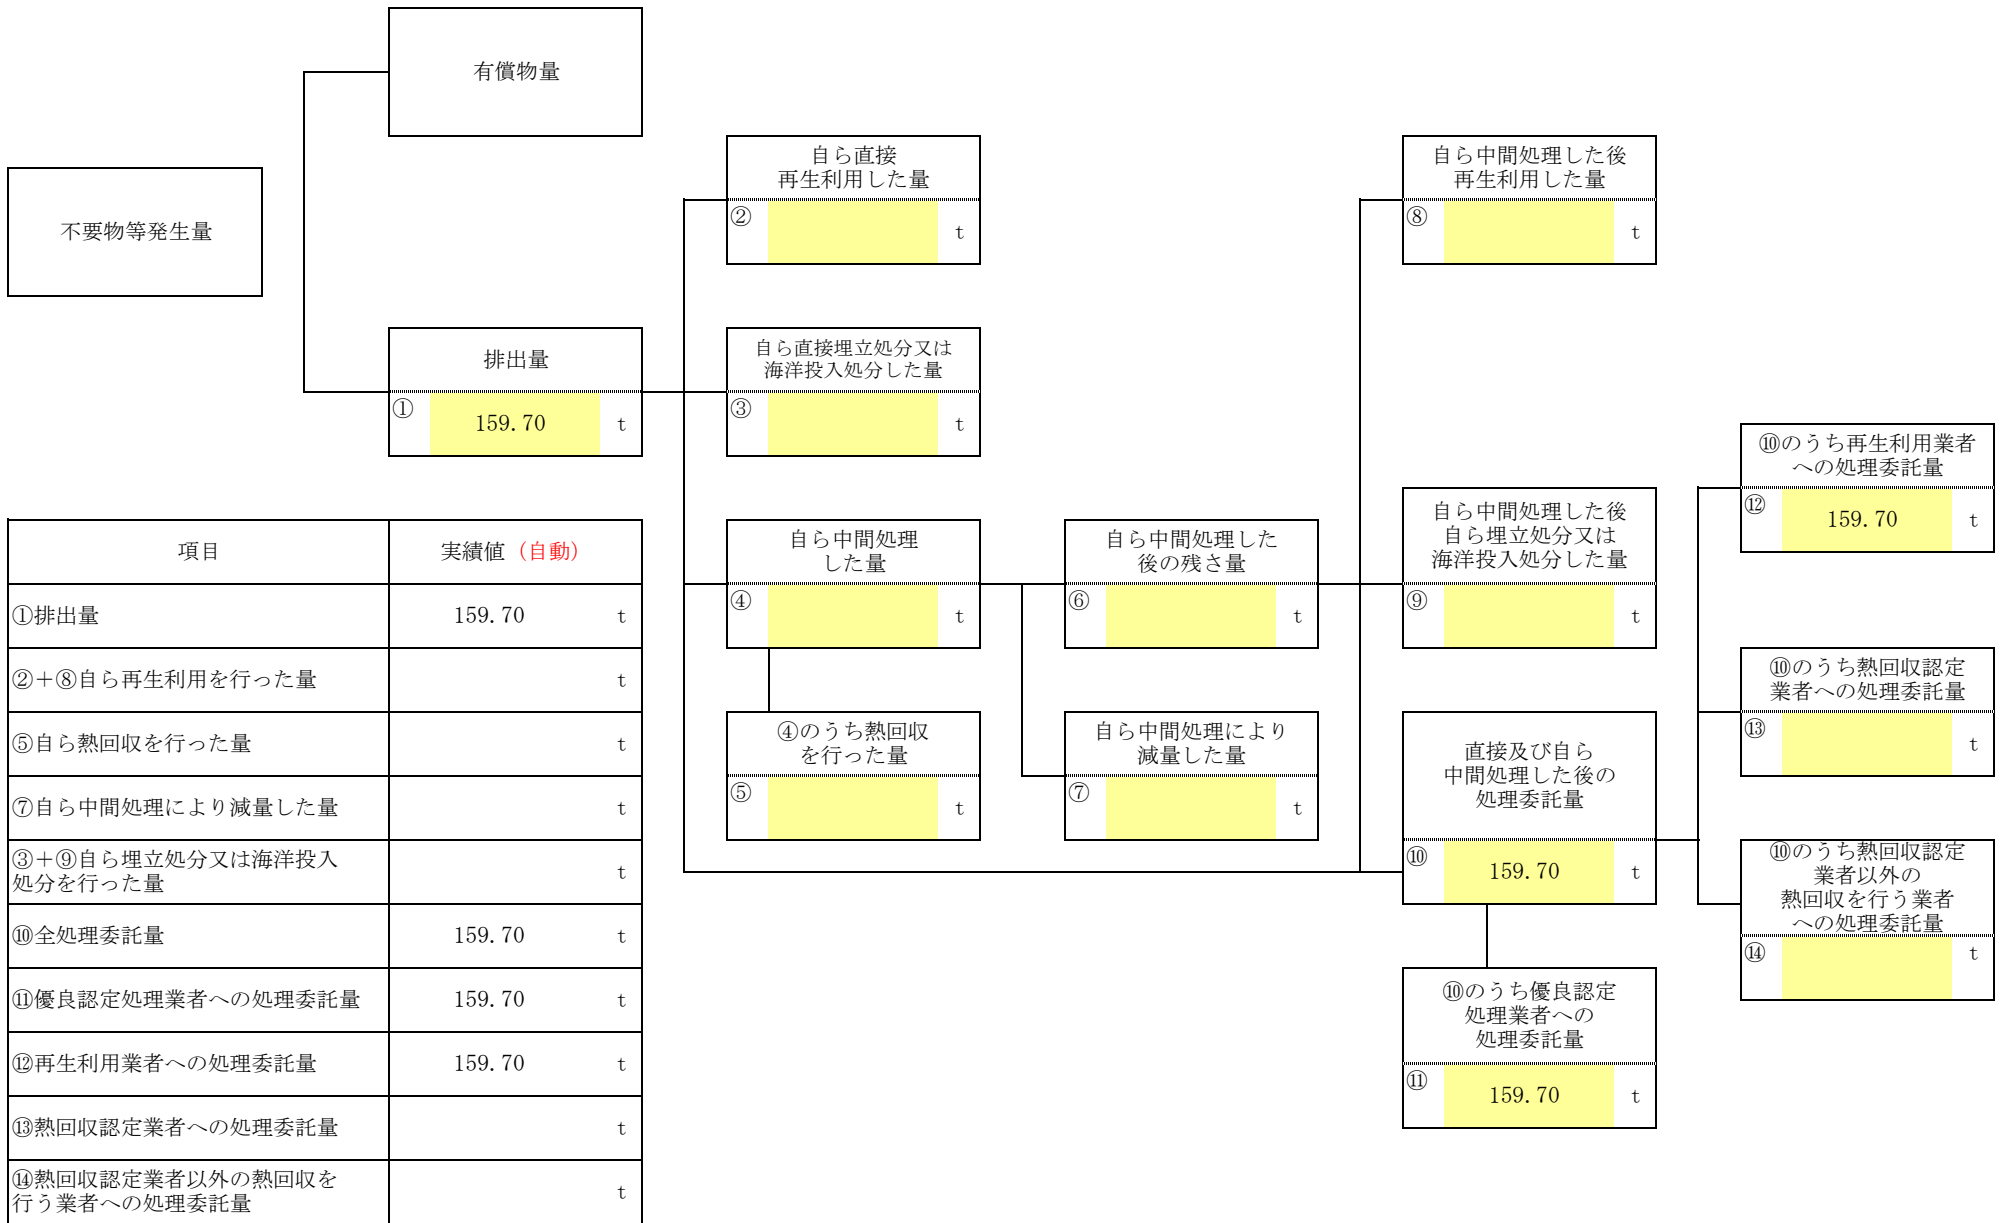 有償物量
不要物等発生量
自ら直接
再生利用した量
② t
自ら中間処理した後
再生利用した量
⑧ t
排出量
① 159.70 t
自ら直接埋立処分又は
海洋投入処分した量
③ t
⑩のうち再生利用業者
への処理委託量
⑫ 159.70 t
自ら中間処理
した量
④ t
自ら中間処理した
後の残さ量
⑥ t
自ら中間処理した後
自ら埋立処分又は
海洋投入処分した量
⑨ t
⑩のうち熱回収認定
業者への処理委託量
⑬ t
④のうち熱回収
を行った量
⑤ t
自ら中間処理により
減量した量
⑦ t
直接及び自ら
中間処理した後の
処理委託量
⑩ 159.70 t
⑩のうち熱回収認定
業者以外の
熱回収を行う業者
への処理委託量
⑭ t
⑩のうち優良認定
処理業者への
処理委託量
⑪ 159.70 t
項目 実績値（自動）
①排出量 159.70 t
②＋⑧自ら再生利用を行った量 t
⑤自ら熱回収を行った量 t
⑦自ら中間処理により減量した量 t
③＋⑨自ら埋立処分又は海洋投入
処分を行った量 t
⑩全処理委託量 159.70 t
⑪優良認定処理業者への処理委託量 159.70 t
⑫再生利用業者への処理委託量 159.70 t
⑬熱回収認定業者への処理委託量 t
⑭熱回収認定業者以外の熱回収を
行う業者への処理委託量 t